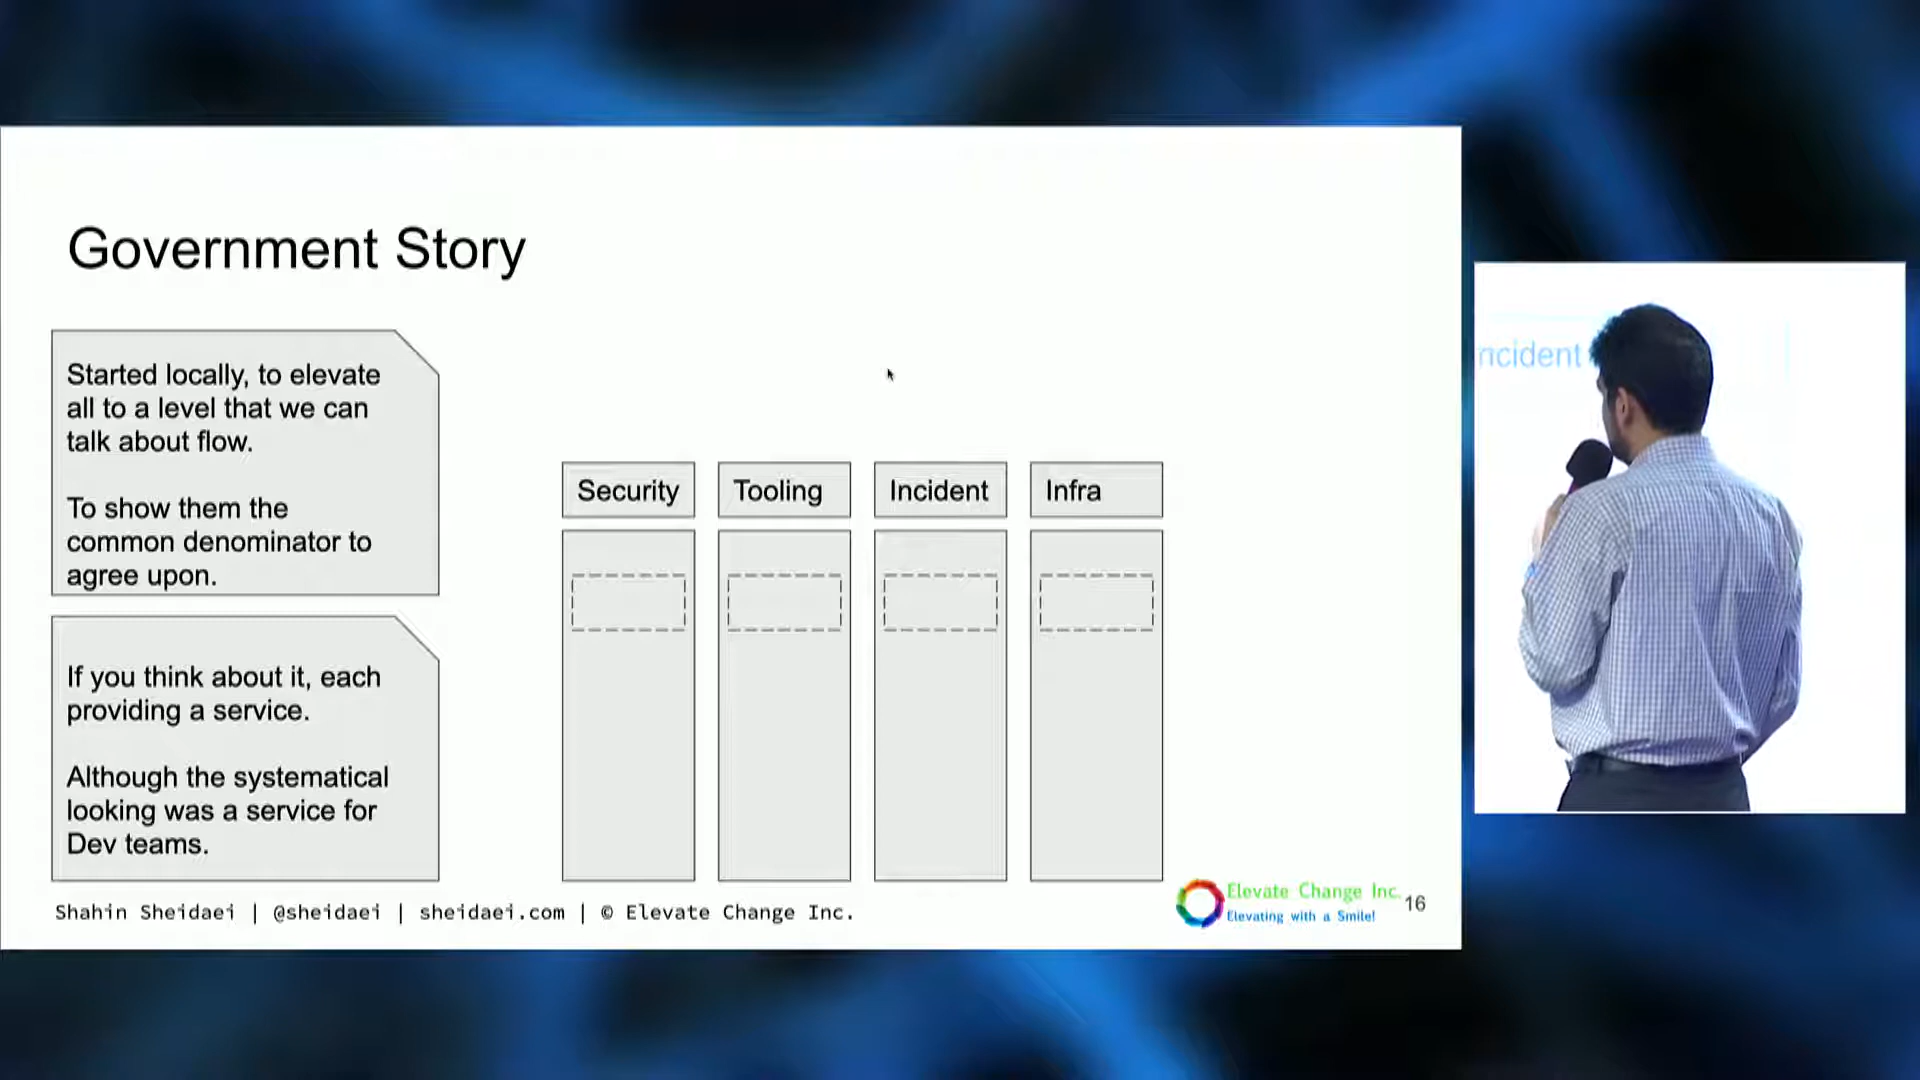 Government Story
Started locally, to elevate
all to a level that we can
talk about flow.
To show them the
common denominator to
agree upon.
If you think about it, each
providing a service.
Although the systematical
looking was a service for
Dev teams.
Security
Tooling
Incident
Infra
Shahin Sheidaei | @sheidaei | sheidaei.com | © Elevate Change Inc.
Elevate Change Inc.
Elevating with a Smile!
16
ncident